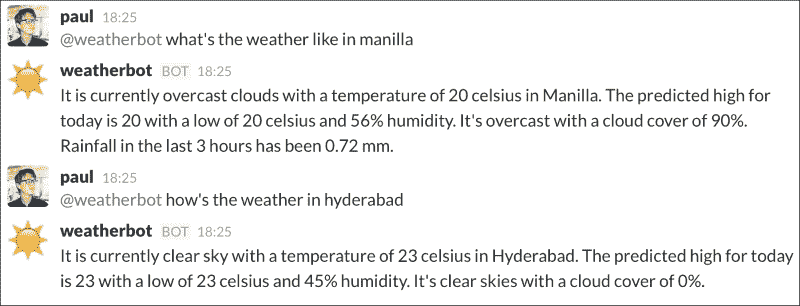 paul 18:25
@weatherbot what's the weather like in manilla
weatherbot BOT 18:25
It is currently overcast clouds with a temperature of 20 celsius in Manilla. The predicted high for
today is 20 with a low of 20 celsius and 56% humidity. It's overcast with a cloud cover of 90%.
Rainfall in the last 3 hours has been 0.72 mm.
paul 18:25
@weatherbot how's the weather in hyderabad
weatherbot BOT 18:25
It is currently clear sky with a temperature of 23 celsius in Hyderabad. The predicted high for today
is 23 with a low of 23 celsius and 45% humidity. It's clear skies with a cloud cover of 0%.